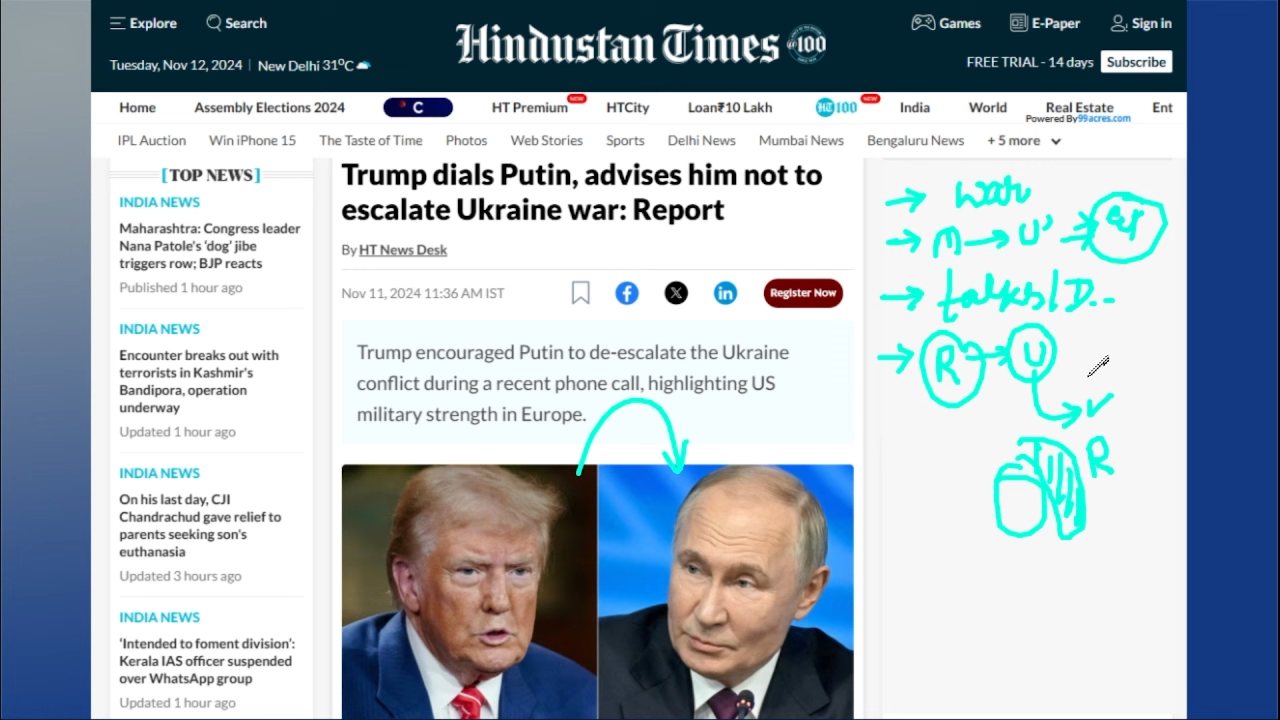 Explore
Search
Hindustan Times
100
Games
E-Paper
Sign in
Tuesday, Nov 12, 2024 | New Delhi 31°C
FREE TRIAL - 14 days
Subscribe
Home
Assembly Elections 2024
C
HT Premium
NEW
HTCity
Loan₹10 Lakh
HT100
NEW
India
World
Real Estate
Powered By 99acres.com
Ent
IPL Auction
Win iPhone 15
The Taste of Time
Photos
Web Stories
Sports
Delhi News
Mumbai News
Bengaluru News
+ 5 more
[TOP NEWS]
INDIA NEWS
Maharashtra: Congress leader
Nana Patole's 'dog' jibe
triggers row; BJP reacts
Published 1 hour ago
INDIA NEWS
Encounter breaks out with
terrorists in Kashmir's
Bandipora, operation
underway
Updated 1 hour ago
INDIA NEWS
On his last day, CJI
Chandrachud gave relief to
parents seeking son's
euthanasia
Updated 3 hours ago
INDIA NEWS
'Intended to foment division':
Kerala IAS officer suspended
over WhatsApp group
Updated 1 hour ago
Trump dials Putin, advises him not to
escalate Ukraine war: Report
By HT News Desk
Nov 11, 2024 11:36 AM IST
Register Now
Trump encouraged Putin to de-escalate the Ukraine
conflict during a recent phone call, highlighting US
military strength in Europe.
→ war
→ M → U'
→ talks/D..
→ R → U
R